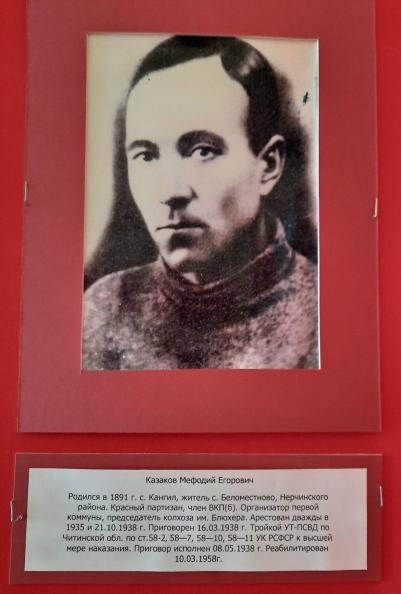 Казаков Мефодий Егорович
Родился в 1891 г. с. Кангил, житель с. Беломестново, Нерчинского
района. Красный партизан, член ВКП(б). Организатор первой
коммуны, председатель колхоза им. Блюхера. Арестован дважды в
1935 и 21.10.1938 г. Приговорен 16.03.1938 г. Тройкой УТ-ПСВД по
Читинской обл. по ст.58-2, 58—7, 58—10, 58—11 УК РСФСР к высшей
мере наказания. Приговор исполнен 08.05.1938 г. Реабилитирован
10.03.1958г.